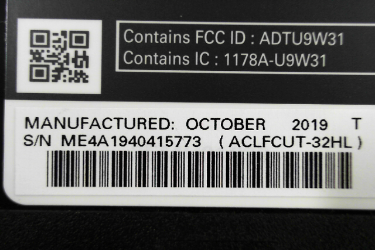 Contains FCC ID : ADTU9W31
Contains IC : 1178A-U9W31
MANUFACTURED: OCTOBER 2019 T
S/N ME4A1940415773 ( ACLFCUT-32HL )